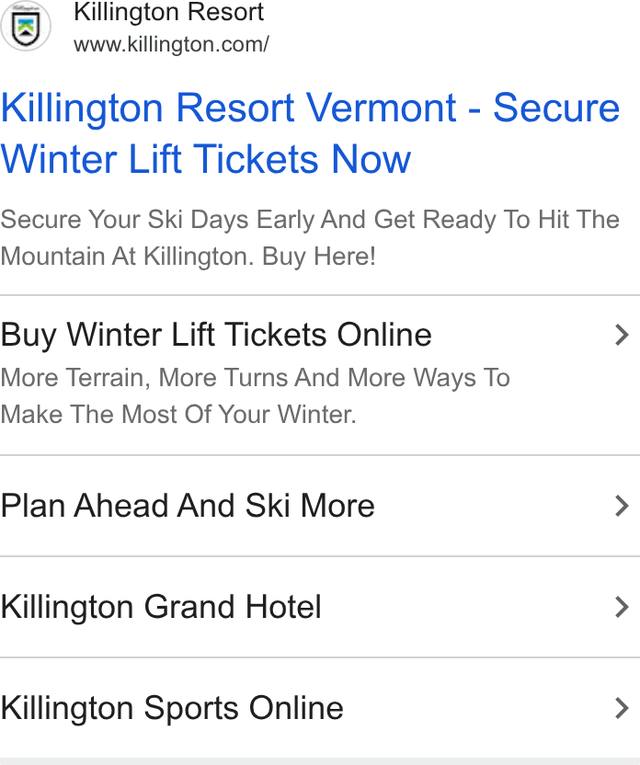 Killington Resort
www.killington.com/
Killington Resort Vermont - Secure
Winter Lift Tickets Now
Secure Your Ski Days Early And Get Ready To Hit The
Mountain At Killington. Buy Here!
Buy Winter Lift Tickets Online
More Terrain, More Turns And More Ways To
Make The Most Of Your Winter.
Plan Ahead And Ski More
Killington Grand Hotel
Killington Sports Online